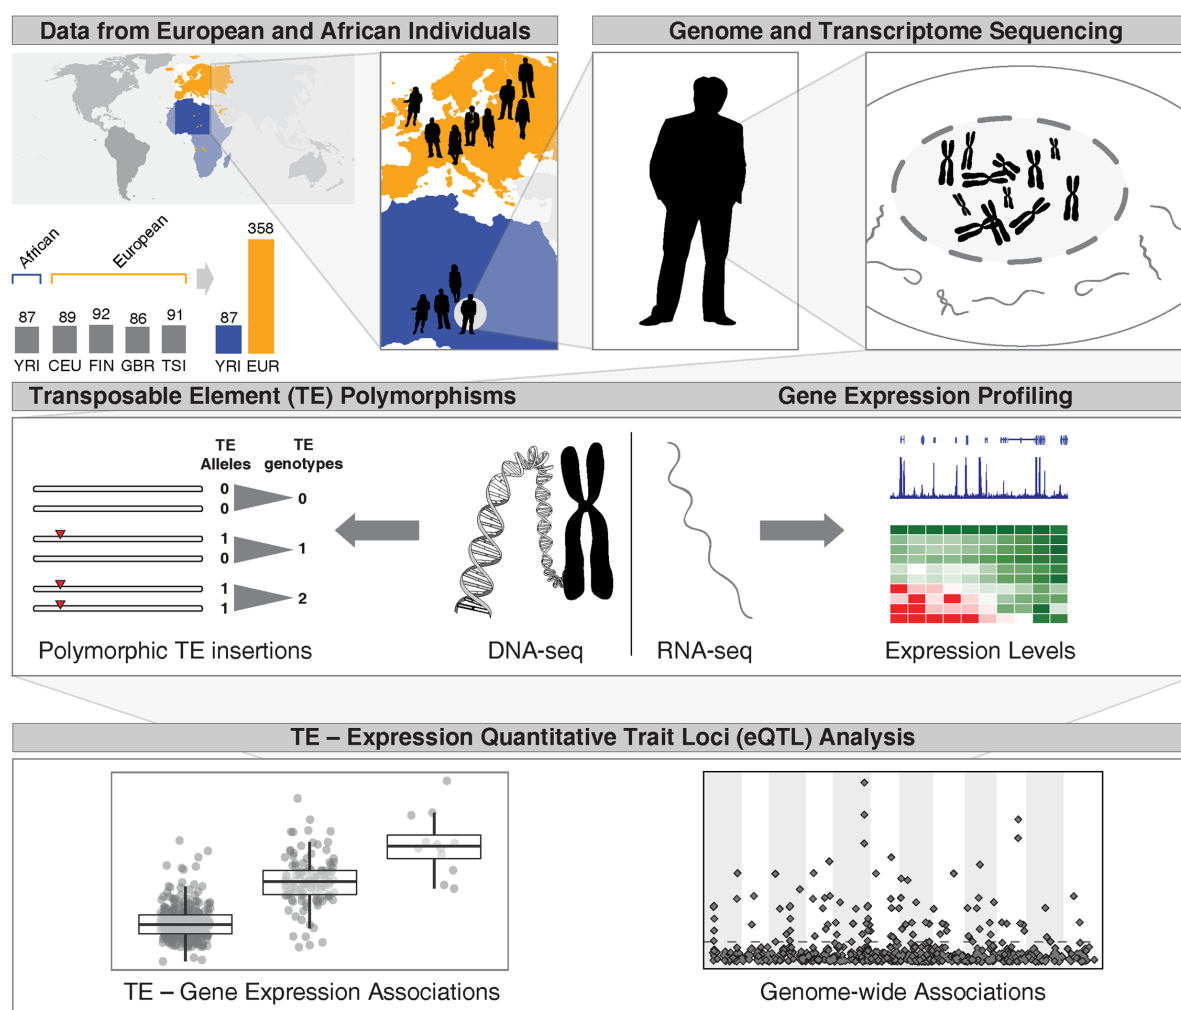 Data from European and African Individuals
Genome and Transcriptome Sequencing
African
European
358
87
89
92
86
91
87
YRI
CEU
FIN
GBR
TSI
YRI
EUR
Transposable Element (TE) Polymorphisms
Gene Expression Profiling
TE
Alleles
TE
genotypes
0
0
0
1
0
1
1
1
2
Polymorphic TE insertions
DNA-seq
RNA-seq
Expression Levels
TE – Expression Quantitative Trait Loci (eQTL) Analysis
TE – Gene Expression Associations
Genome-wide Associations